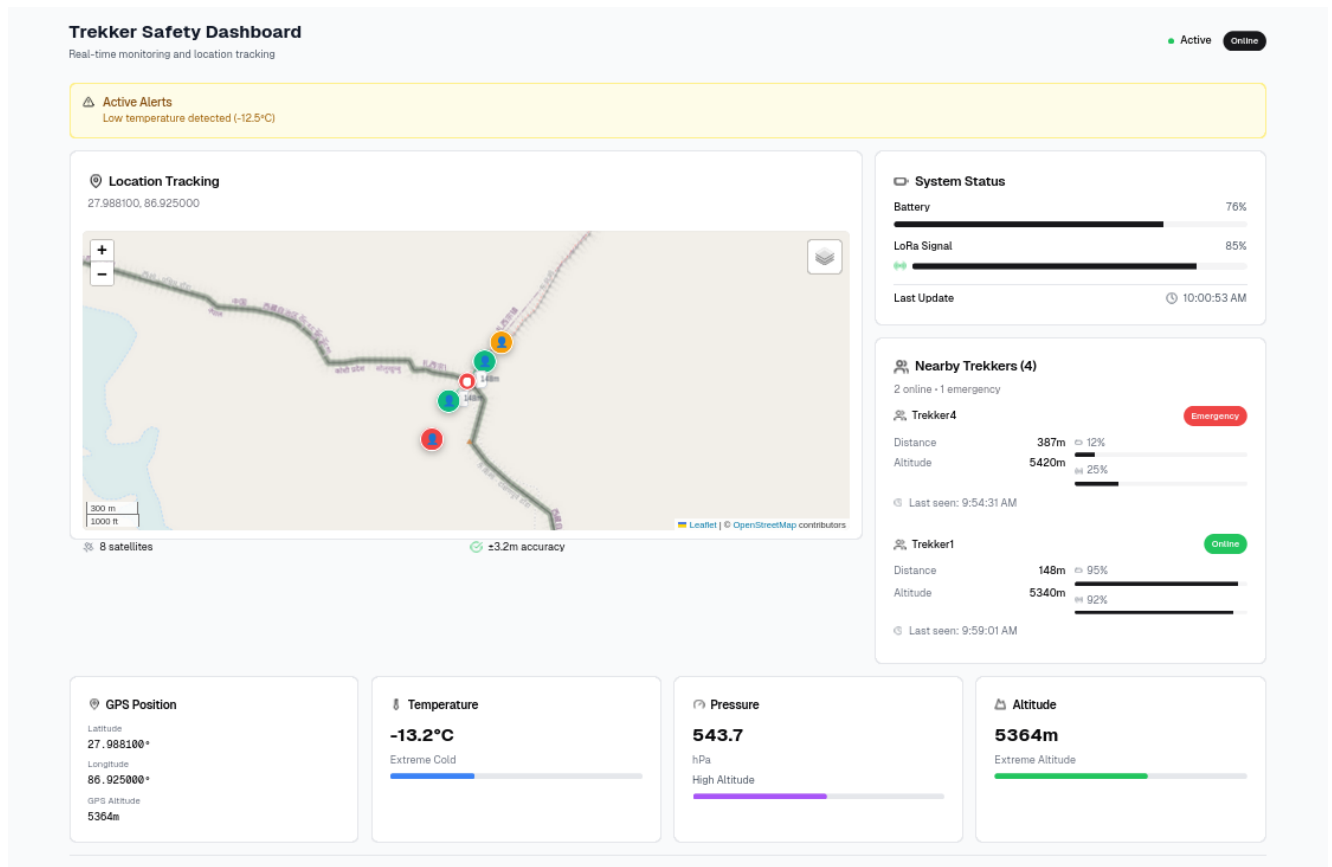 Trekker Safety Dashboard
Real-time monitoring and location tracking
Active
Online
Active Alerts
Low temperature detected (-12.5°C)
Location Tracking
27.988100, 86.925000
+
−
中国
148m
148m
300 m
1000 ft
Leaflet | © OpenStreetMap contributors
8 satellites
±3.2m accuracy
System Status
Battery 76%
LoRa Signal 85%
Last Update 10:00:53 AM
Nearby Trekkers (4)
2 online • 1 emergency
Trekker4 Emergency
Distance 387m 12%
Altitude 5420m 25%
Last seen: 9:54:31 AM
Trekker1 Online
Distance 148m 95%
Altitude 5340m 92%
Last seen: 9:59:01 AM
GPS Position
Latitude
27.988100°
Longitude
86.925000°
GPS Altitude
5364m
Temperature
-13.2°C
Extreme Cold
Pressure
543.7
hPa
High Altitude
Altitude
5364m
Extreme Altitude